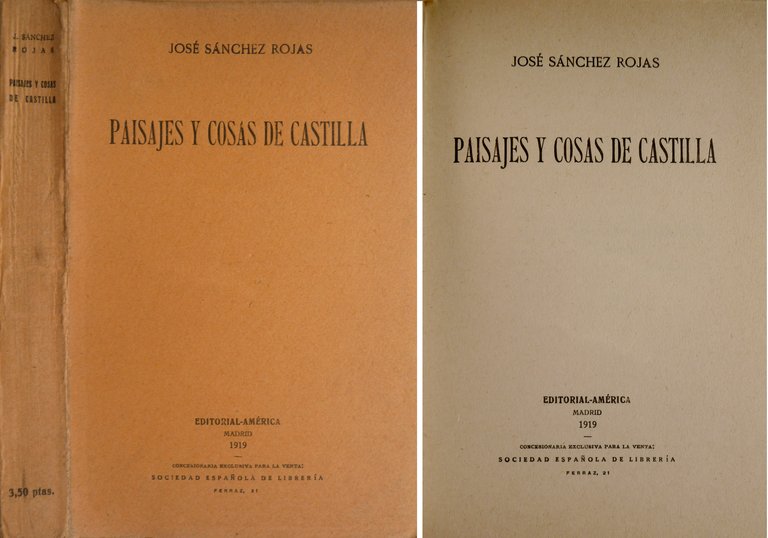 J. SÁNCHEZ
ROJAS
PAISAJES Y COSAS
DE CASTILLA
3,50 ptas.
JOSÉ SÁNCHEZ ROJAS
PAISAJES Y COSAS DE CASTILLA
EDITORIAL-AMÉRICA
MADRID
1919
CONCESIONARIA EXCLUSIVA PARA LA VENTA:
SOCIEDAD ESPAÑOLA DE LIBRERÍA
FERRAZ, 21
JOSÉ SÁNCHEZ ROJAS
PAISAJES Y COSAS DE CASTILLA
EDITORIAL-AMÉRICA
MADRID
1919
CONCESIONARIA EXCLUSIVA PARA LA VENTA:
SOCIEDAD ESPAÑOLA DE LIBRERÍA
FERRAZ, 21